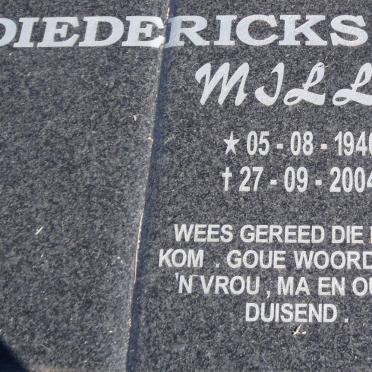 DIEDERICKS
MILL
★ 05 - 08 - 1940
† 27 - 09 - 2004
WEES GEREED DIE
KOM . GOUE WOORD
'N VROU , MA EN OU
DUISEND .